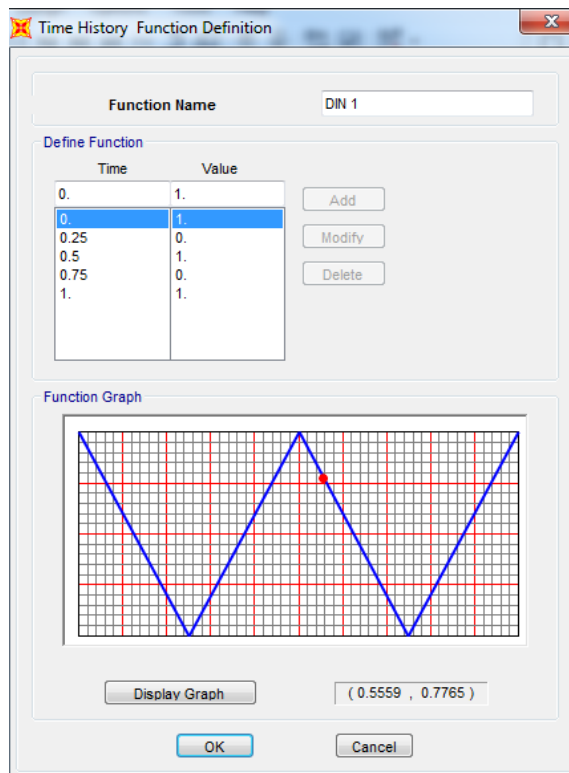 Time History Function Definition
x
Function Name DIN 1
Define Function
Time Value
0. 1.
0. 1.
0.25 0.
0.5 1.
0.75 0.
1. 1.
Add
Modify
Delete
Function Graph
Display Graph ( 0.5559 , 0.7765 )
OK Cancel